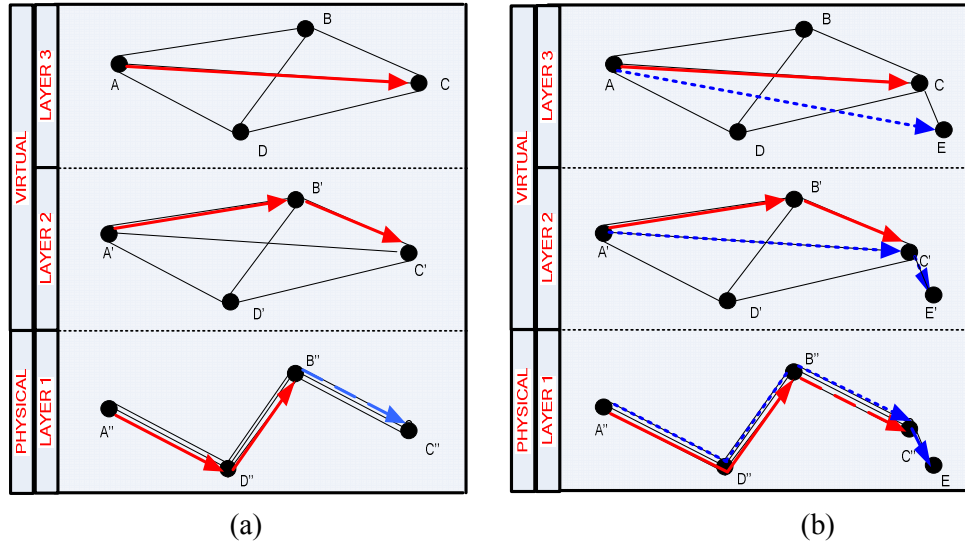 VIRTUAL
LAYER 3
A
B
C
D
LAYER 2
A'
B'
C'
D'
PHYSICAL
LAYER 1
A"
B"
C"
D"
(a)
VIRTUAL
LAYER 3
A
B
C
D
E
LAYER 2
A'
B'
C'
D'
E'
PHYSICAL
LAYER 1
A"
B"
C"
D"
E
(b)